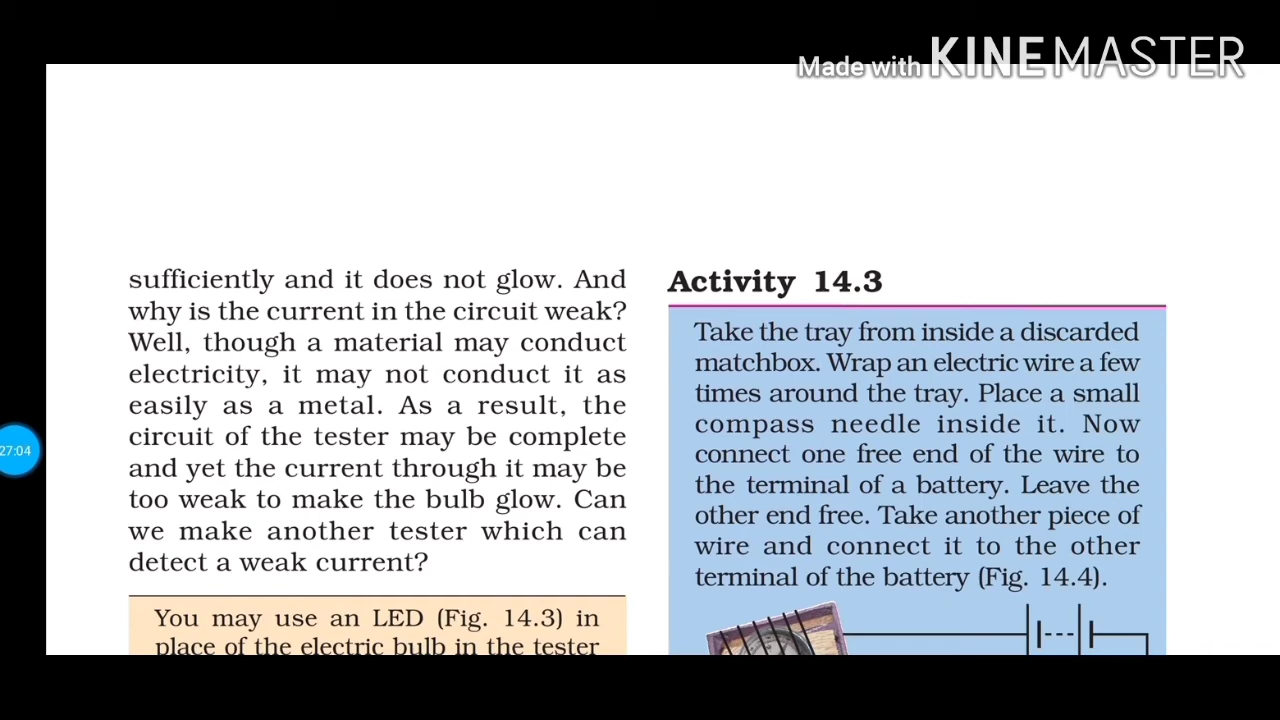 Made with KINEMASTER
sufficiently and it does not glow. And
why is the current in the circuit weak?
Well, though a material may conduct
electricity, it may not conduct it as
easily as a metal. As a result, the
circuit of the tester may be complete
and yet the current through it may be
too weak to make the bulb glow. Can
we make another tester which can
detect a weak current?
You may use an LED (Fig. 14.3) in
place of the electric bulb in the tester
Activity 14.3
Take the tray from inside a discarded
matchbox. Wrap an electric wire a few
times around the tray. Place a small
compass needle inside it. Now
connect one free end of the wire to
the terminal of a battery. Leave the
other end free. Take another piece of
wire and connect it to the other
terminal of the battery (Fig. 14.4).
27:04